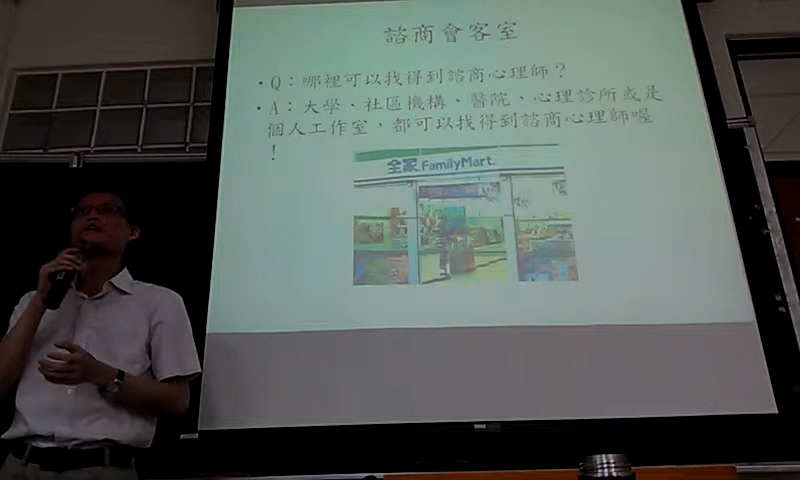 諮商會客室
•Q：哪裡可以找得到諮商心理師？
•A：大學、社區機構、醫院、心理診所或是
個人工作室，都可以找得到諮商心理師喔
！
全家 FamilyMart